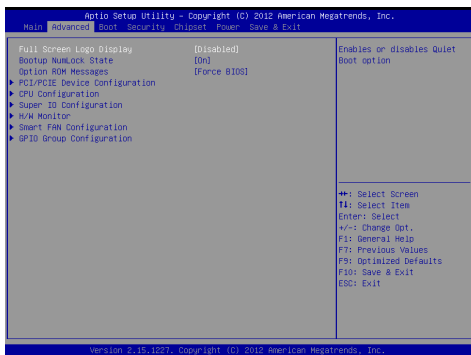 Aptio Setup Utility – Copyright (C) 2012 American Megatrends, Inc.
Main Advanced Boot Security Chipset Power Save & Exit
Full Screen Logo Display [Disabled]
Bootup NumLock State [On]
Option ROM Messages [Force BIOS]
PCI/PCIE Device Configuration
CPU Configuration
Super IO Configuration
H/W Monitor
Smart FAN Configuration
GPIO Group Configuration
Enables or disables Quiet
Boot option
→←: Select Screen
↑↓: Select Item
Enter: Select
+/-: Change Opt.
F1: General Help
F7: Previous Values
F9: Optimized Defaults
F10: Save & Exit
ESC: Exit
Version 2.15.1227. Copyright (C) 2012 American Megatrends, Inc.